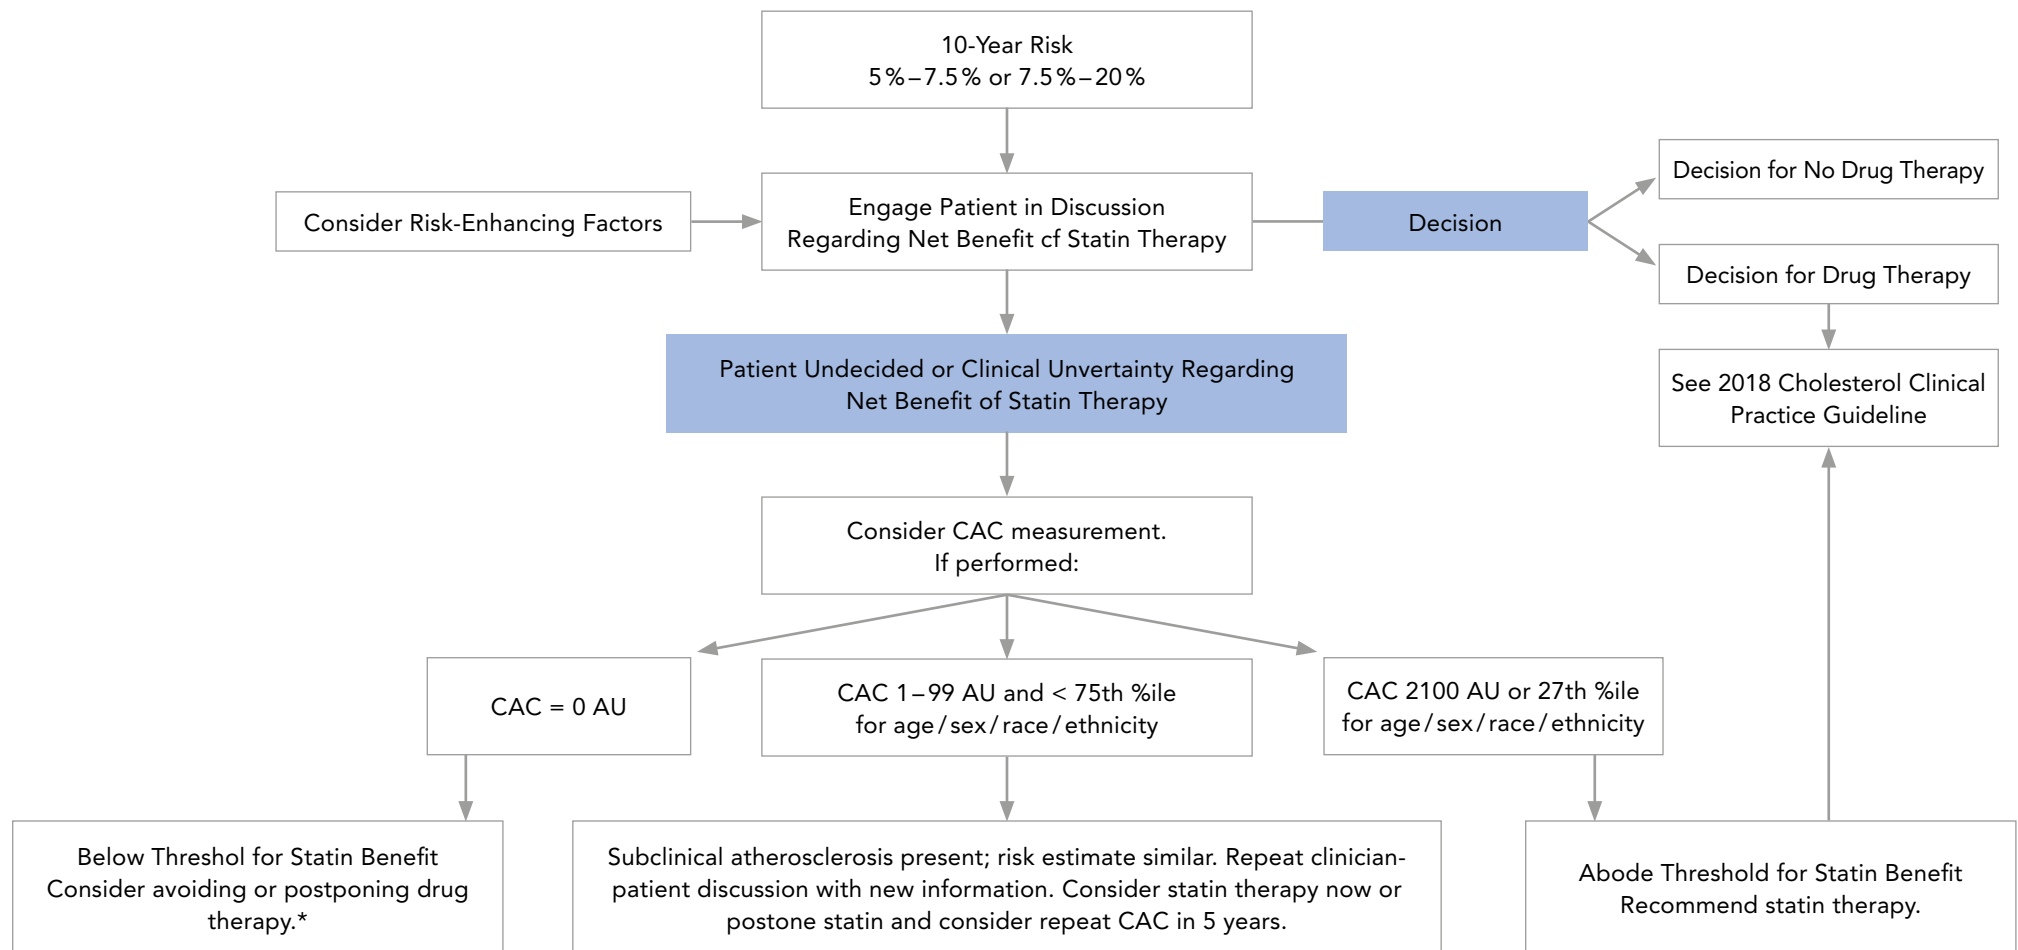 10-Year Risk
5%–7.5% or 7.5%–20%
Consider Risk-Enhancing Factors
Engage Patient in Discussion
Regarding Net Benefit cf Statin Therapy
Decision
Decision for No Drug Therapy
Decision for Drug Therapy
See 2018 Cholesterol Clinical
Practice Guideline
Patient Undecided or Clinical Unvertainty Regarding
Net Benefit of Statin Therapy
Consider CAC measurement.
If performed:
CAC = 0 AU
CAC 1–99 AU and < 75th %ile
for age/sex/race/ethnicity
CAC 2100 AU or 27th %ile
for age/sex/race/ethnicity
Below Threshol for Statin Benefit
Consider avoiding or postponing drug
therapy.*
Subclinical atherosclerosis present; risk estimate similar. Repeat clinician-
patient discussion with new information. Consider statin therapy now or
postone statin and consider repeat CAC in 5 years.
Abode Threshold for Statin Benefit
Recommend statin therapy.